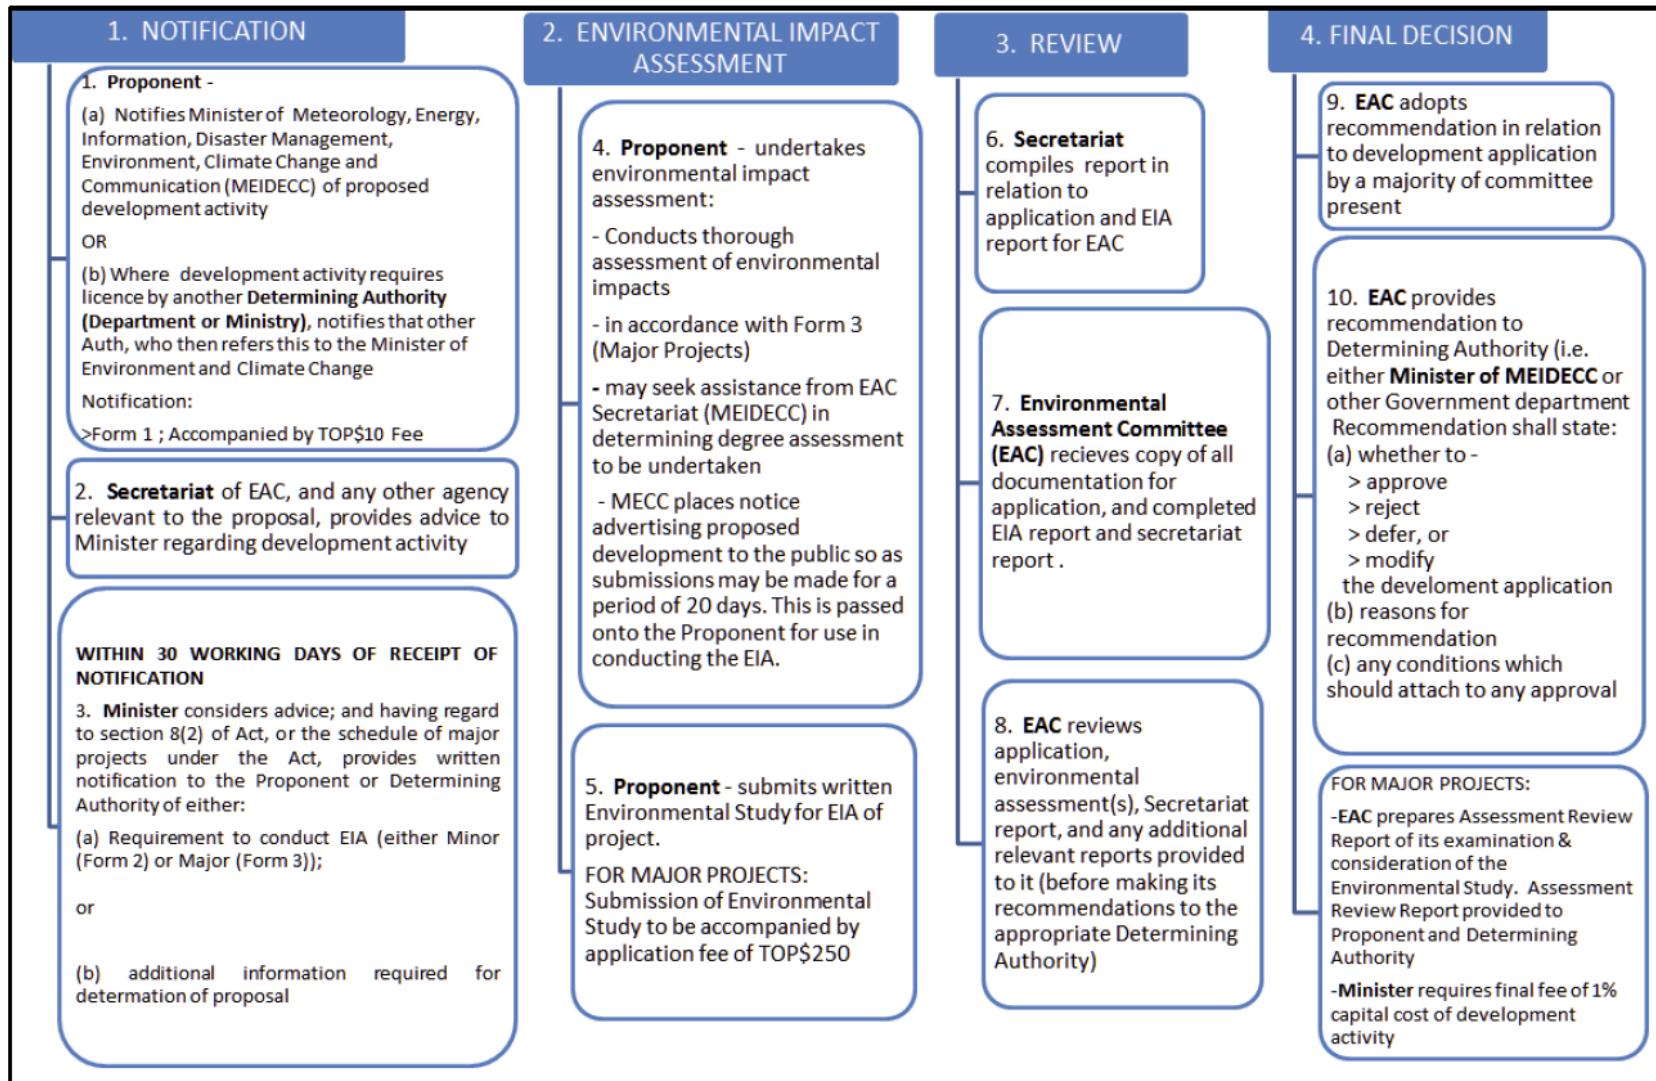 1. NOTIFICATION
1. Proponent -
(a) Notifies Minister of Meteorology, Energy,
Information, Disaster Management,
Environment, Climate Change and
Communication (MEIDECC) of proposed
development activity
OR
(b) Where development activity requires
licence by another Determining Authority
(Department or Ministry), notifies that other
Auth, who then refers this to the Minister of
Environment and Climate Change
Notification:
>Form 1 ; Accompanied by TOP$10 Fee
2. Secretariat of EAC, and any other agency
relevant to the proposal, provides advice to
Minister regarding development activity
WITHIN 30 WORKING DAYS OF RECEIPT OF
NOTIFICATION
3. Minister considers advice; and having regard
to section 8(2) of Act, or the schedule of major
projects under the Act, provides written
notification to the Proponent or Determining
Authority of either:
(a) Requirement to conduct EIA (either Minor
(Form 2) or Major (Form 3));
or
(b) additional information required for
determation of proposal
2. ENVIRONMENTAL IMPACT
ASSESSMENT
4. Proponent - undertakes
environmental impact
assessment:
- Conducts thorough
assessment of environmental
impacts
- in accordance with Form 3
(Major Projects)
- may seek assistance from EAC
Secretariat (MEIDECC) in
determining degree assessment
to be undertaken
- MECC places notice
advertising proposed
development to the public so as
submissions may be made for a
period of 20 days. This is passed
onto the Proponent for use in
conducting the EIA.
5. Proponent - submits written
Environmental Study for EIA of
project.
FOR MAJOR PROJECTS:
Submission of Environmental
Study to be accompanied by
application fee of TOP$250
3. REVIEW
6. Secretariat
compiles report in
relation to
application and EIA
report for EAC
7. Environmental
Assessment Committee
(EAC) recieves copy of all
documentation for
application, and completed
EIA report and secretariat
report .
8. EAC reviews
application,
environmental
assessment(s), Secretariat
report, and any additional
relevant reports provided
to it (before making its
recommendations to the
appropriate Determining
Authority)
4. FINAL DECISION
9. EAC adopts
recommendation in relation
to development application
by a majority of committee
present
10. EAC provides
recommendation to
Determining Authority (i.e.
either Minister of MEIDECC or
other Government department
Recommendation shall state:
(a) whether to -
> approve
> reject
> defer, or
> modify
the develoment application
(b) reasons for
recommendation
(c) any conditions which
should attach to any approval
FOR MAJOR PROJECTS:
-EAC prepares Assessment Review
Report of its examination &
consideration of the
Environmental Study. Assessment
Review Report provided to
Proponent and Determining
Authority
-Minister requires final fee of 1%
capital cost of development
activity